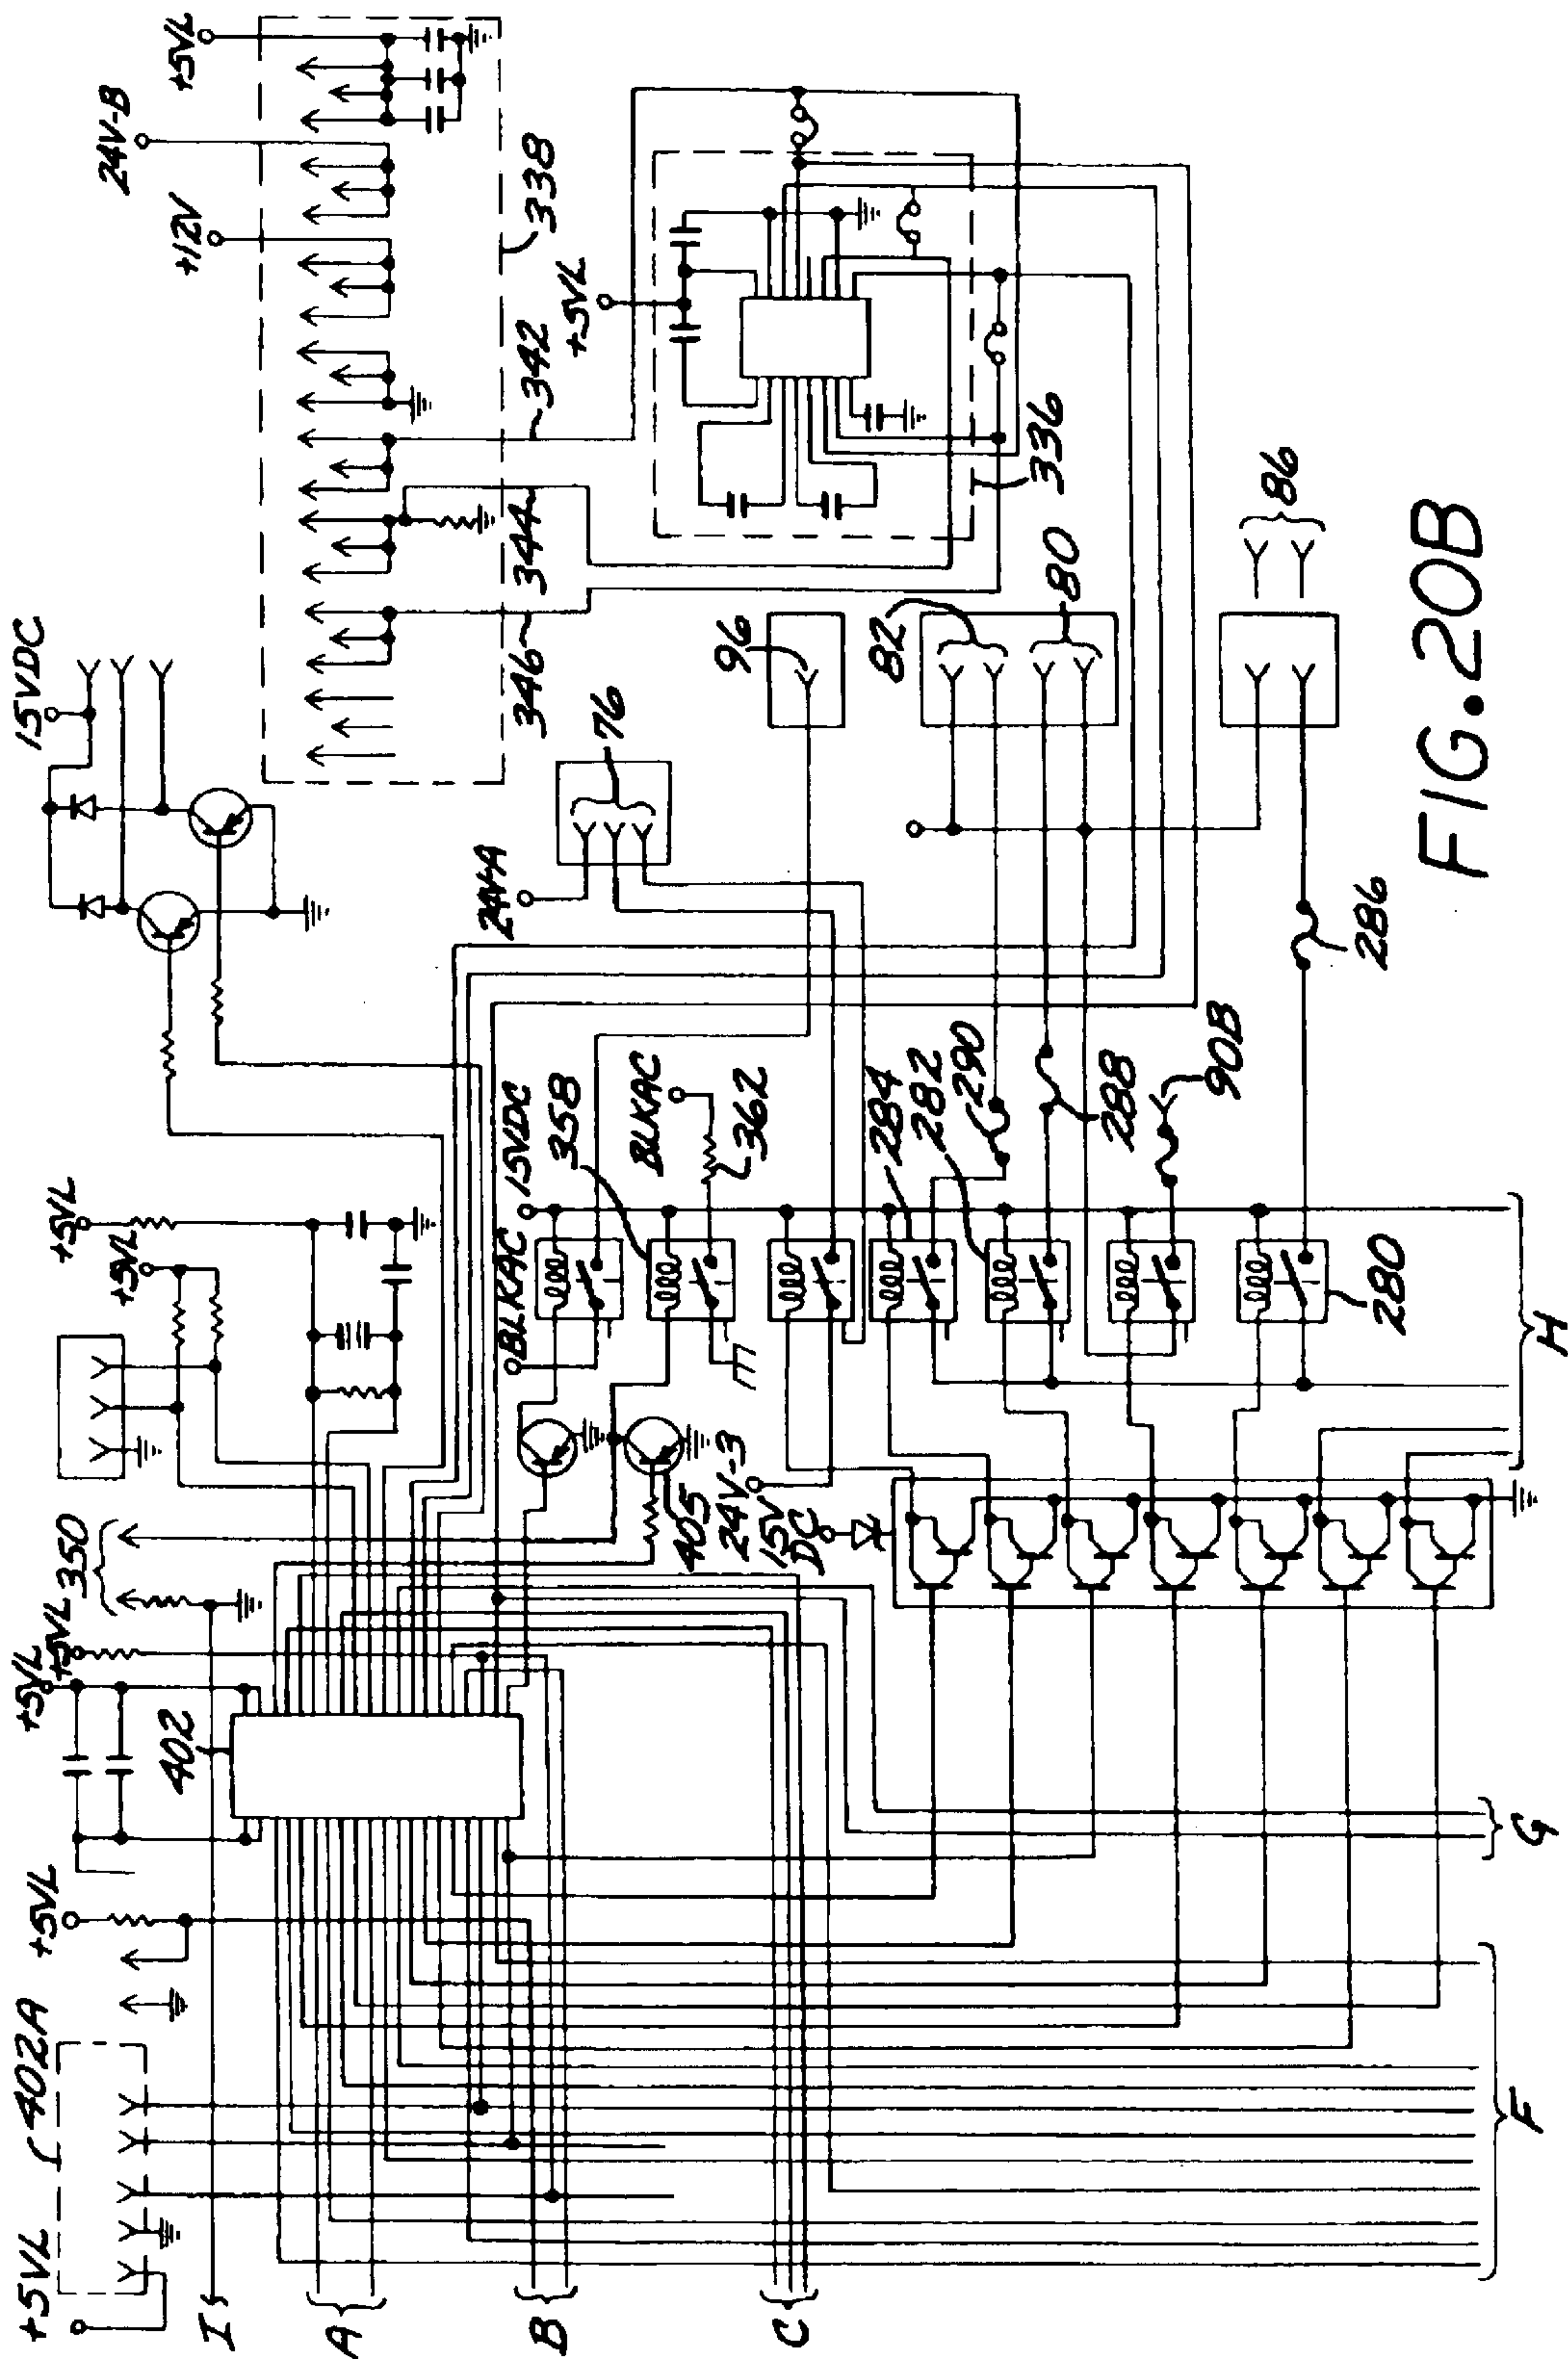 +5VL
402A
+5VL
+5VL
+5VL
350
+5VL
+5VL
15VDC
+12V
24V-B
+5VL
I
402
338
A
346
344
342
+5VL
B
BLKAC
15VDC
24VA
76
358
BLKAC
362
96
336
405
24V-3
15V
DC
C
284
282
290
82
80
288
90B
86
286
280
F
G
H
FIG. 20B